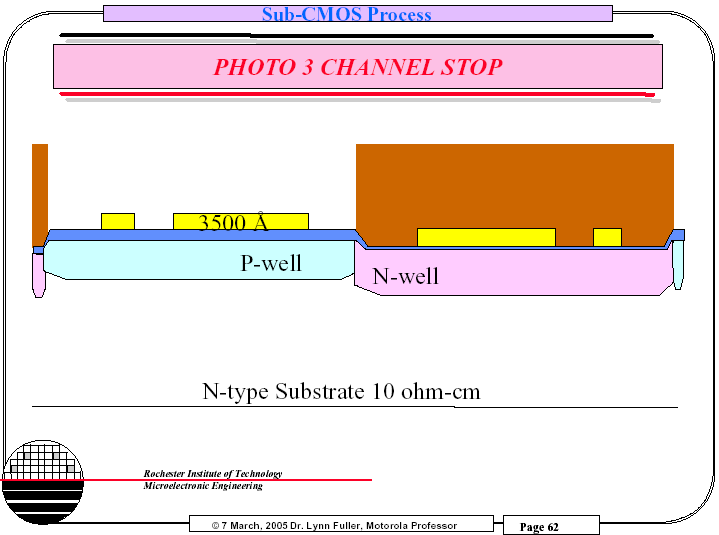 Sub-CMOS Process
PHOTO 3 CHANNEL STOP
3500 Å
P-well
N-well
N-type Substrate 10 ohm-cm
Rochester Institute of Technology
Microelectronic Engineering
© 7 March, 2005 Dr. Lynn Fuller, Motorola Professor
Page 62